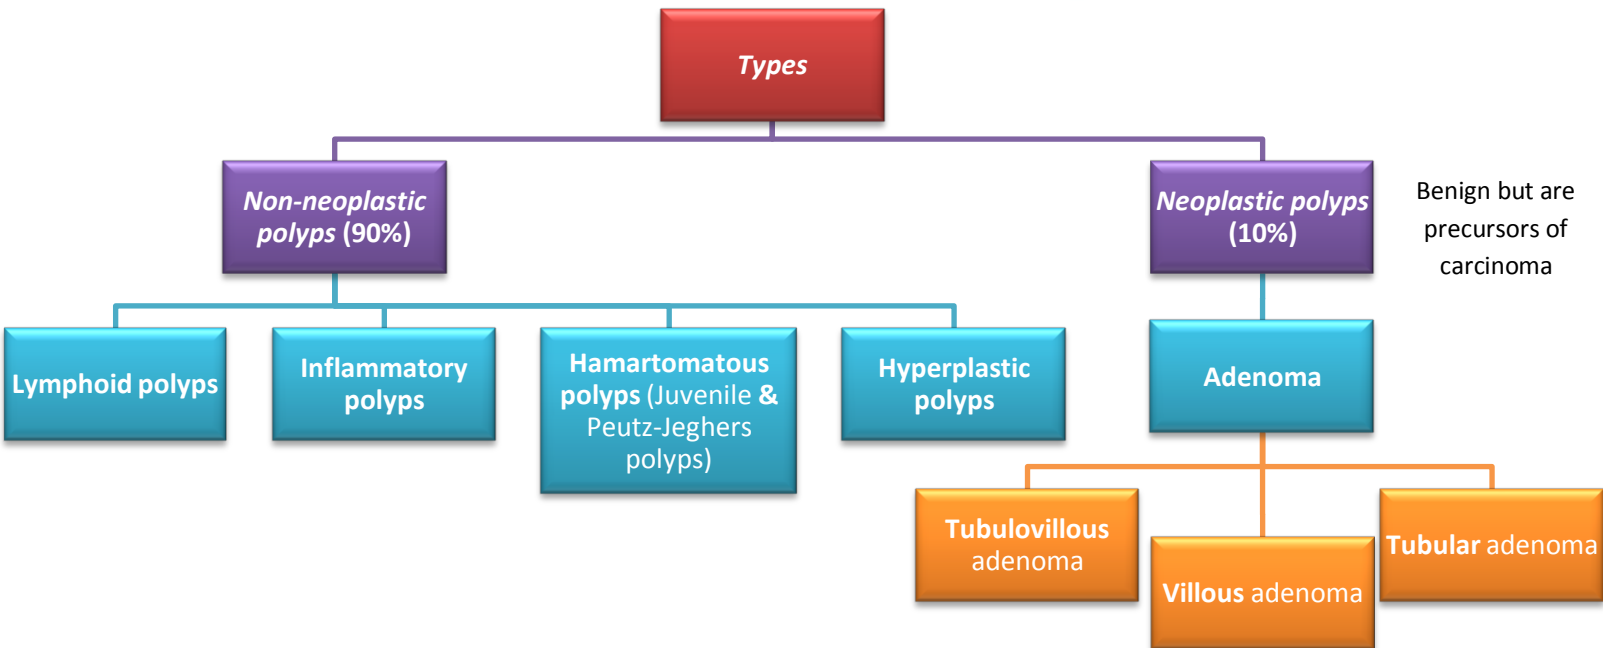 Types
Non-neoplastic
polyps (90%)
Neoplastic polyps
(10%)
Benign but are
precursors of
carcinoma
Lymphoid polyps
Inflammatory
polyps
Hamartomatous
polyps (Juvenile &
Peutz-Jeghers
polyps)
Hyperplastic
polyps
Adenoma
Tubulovillous
adenoma
Villous adenoma
Tubular adenoma